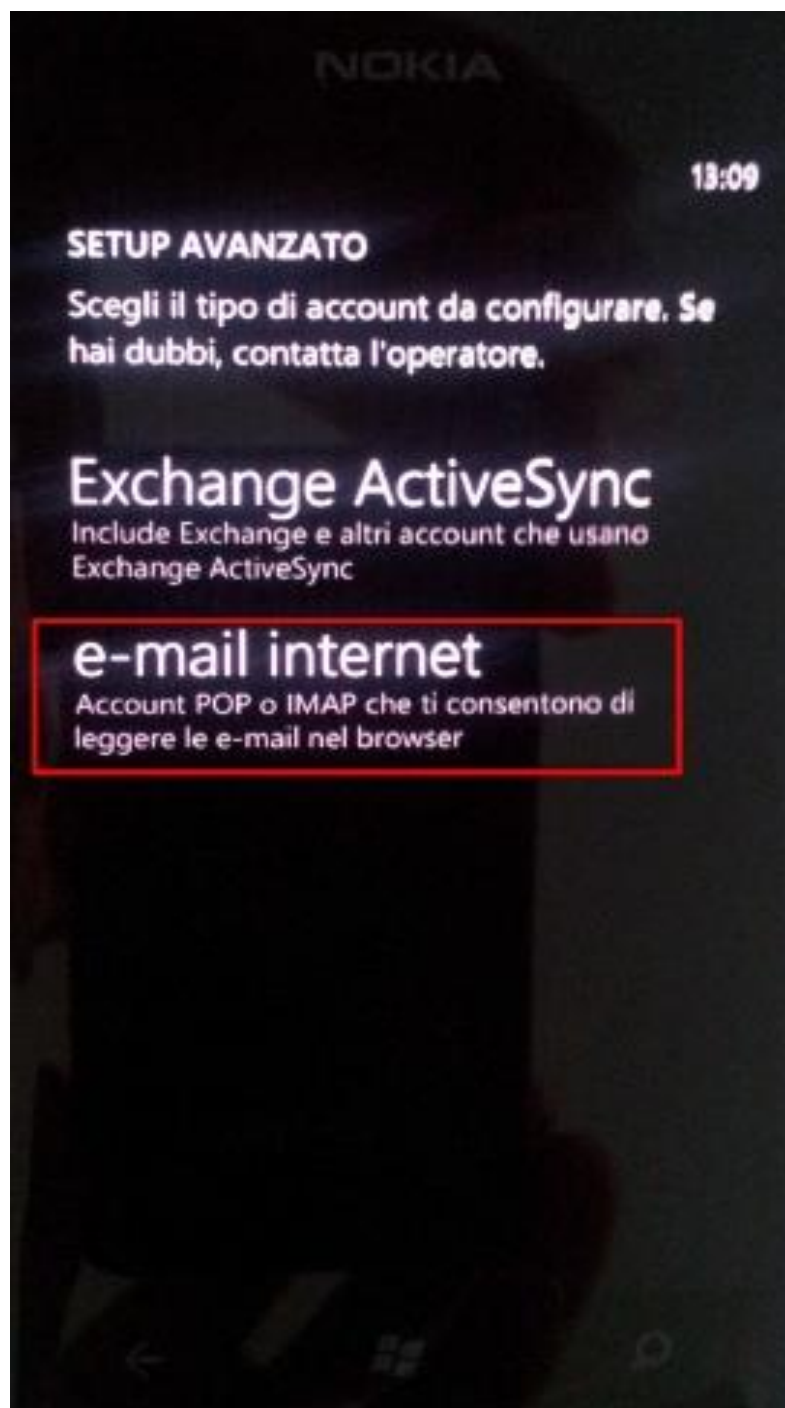 NOKIA
13:09
SETUP AVANZATO
Scegli il tipo di account da configurare. Se
hai dubbi, contatta l'operatore.
Exchange ActiveSync
Include Exchange e altri account che usano
Exchange ActiveSync
e-mail internet
Account POP o IMAP che ti consentono di
leggere le e-mail nel browser